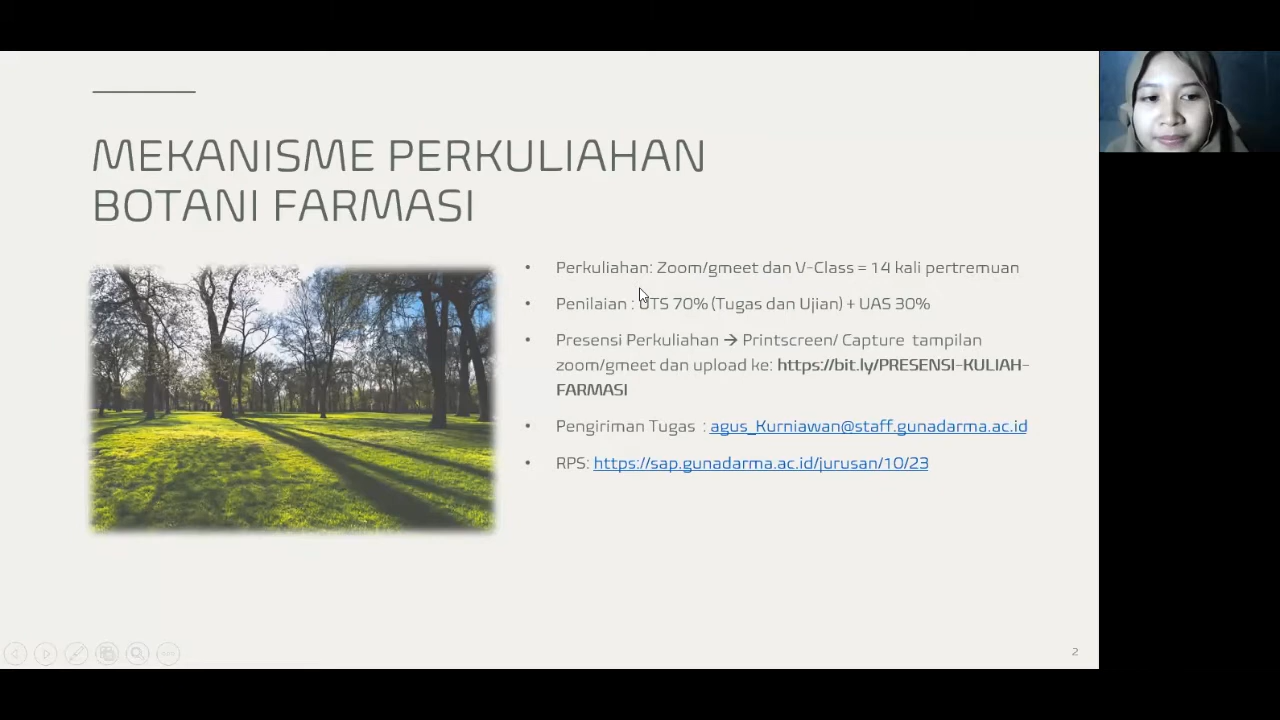 MEKANISME PERKULIAHAN
BOTANI FARMASI
• Perkuliahan: Zoom/gmeet dan V-Class = 14 kali pertremuan
• Penilaian : UTS 70% (Tugas dan Ujian) + UAS 30%
• Presensi Perkuliahan → Printscreen/ Capture tampilan
zoom/gmeet dan upload ke: https://bit.ly/PRESENSI-KULIAH-
FARMASI
• Pengiriman Tugas : agus_Kurniawan@staff.gunadarma.ac.id
• RPS: https://sap.gunadarma.ac.id/jurusan/10/23
2